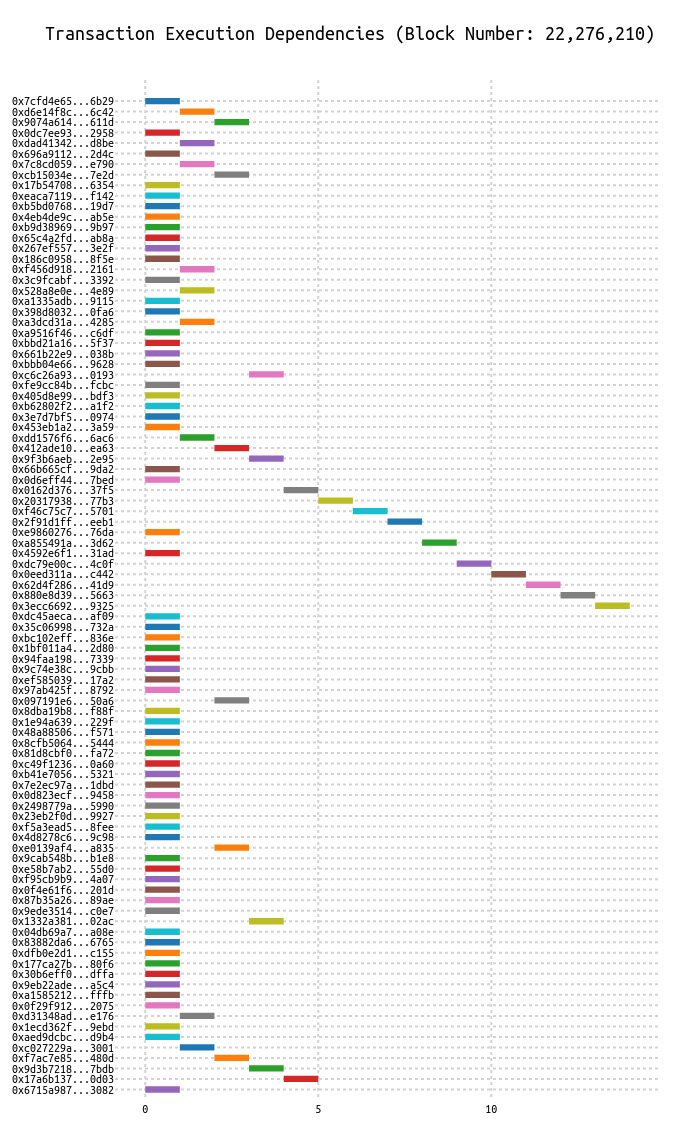 Transaction Execution Dependencies (Block Number: 22,276,210)
0x7cfd4e65...6b29
0xd6e14f8c...6c42
0x9074a614...611d
0x0dc7ee93...2958
0xdad41342...d8be
0x696a9112...2d4c
0x7c8cd059...e790
0xcb15034e...7e2d
0x17b54708...6354
0xeaca7119...f142
0xb5bd0768...19d7
0x4eb4de9c...ab5e
0xb9d38969...9b97
0x65c4a2fd...ab8a
0x267ef557...3e2f
0x186c0958...8f5e
0xf456d918...2161
0x3c9fcabf...3392
0x528a8e0e...4e89
0xa1335adb...9115
0x398d8032...0fa6
0xa3dcd31a...4285
0xa9516f46...c6df
0xbbd21a16...5f37
0x661b22e9...038b
0xbbb04e66...9628
0xc6c26a93...0193
0xfe9cc84b...fcbc
0x405d8e99...bdf3
0xb62802f2...a1f2
0x3e7d7bf5...0974
0x453eb1a2...3a59
0xdd1576f6...6ac6
0x412ade10...ea63
0x9f3b6aeb...2e95
0x66b665cf...9da2
0x0d6eff44...7bed
0x0162d376...37f5
0x20317938...77b3
0xf46c75c7...5701
0x2f91d1ff...eeb1
0xe9860276...76da
0xa855491a...3d62
0x4592e6f1...31ad
0xdc79e00c...4c0f
0x0eed311a...c442
0x62d4f286...41d9
0x880e8d39...5663
0x3ecc6692...9325
0xdc45aeca...af09
0x35c06998...732a
0xbc102eff...836e
0x1bf011a4...2d80
0x94faa198...7339
0x9c74e38c...9cbb
0xef585039...17a2
0x97ab425f...8792
0x097191e6...50a6
0x8dba19b8...f88f
0x1e94a639...229f
0x48a88506...f571
0x8cfb5064...5444
0x81d8cbf0...fa72
0xc49f1236...0a60
0xb41e7056...5321
0x7e2ec97a...1dbd
0x0d823ecf...9458
0x2498779a...5990
0x23eb2f0d...9927
0xf5a3ead5...8fee
0x4d8278c6...9c98
0xe0139af4...a835
0x9cab548b...b1e8
0xe58b7ab2...55d0
0xf95cb9b9...4a07
0x0f4e61f6...201d
0x87b35a26...89ae
0x9ede3514...c0e7
0x1332a381...02ac
0x04db69a7...a08e
0x83882da6...6765
0xdfb0e2d1...c155
0x177ca27b...80f6
0x30b6eff0...dffa
0x9eb22ade...a5c4
0xa1585212...fffb
0x0f29f912...2075
0xd31348ad...e176
0x1ecd362f...9ebd
0xaed9dcbc...d9b4
0xc027229a...3001
0xf7ac7e85...480d
0x9d3b7218...7bdb
0x17a6b137...0d03
0x6715a987...3082
0 5 10